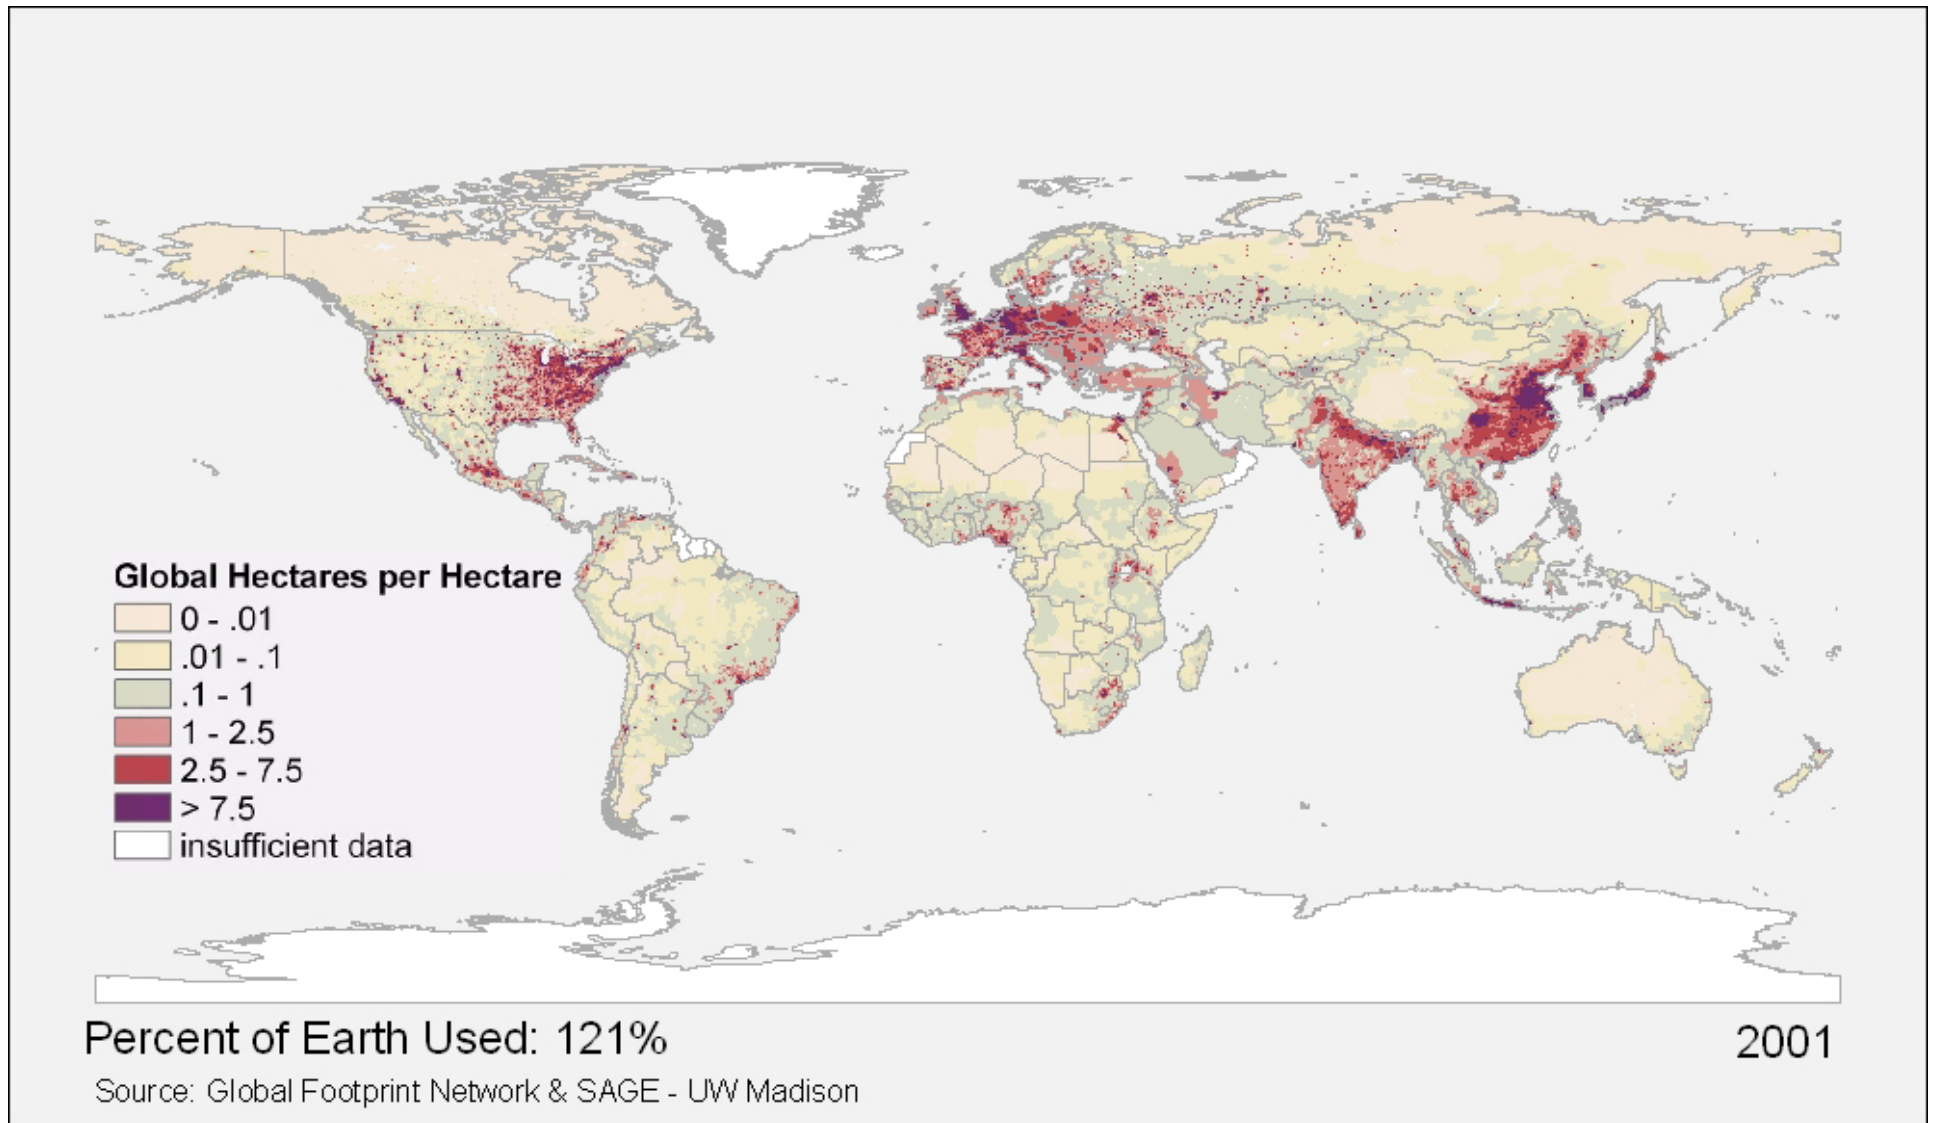 Global Hectares per Hectare
0 - .01
.01 - .1
.1 - 1
1 - 2.5
2.5 - 7.5
> 7.5
insufficient data
Percent of Earth Used: 121%
2001
Source: Global Footprint Network & SAGE - UW Madison